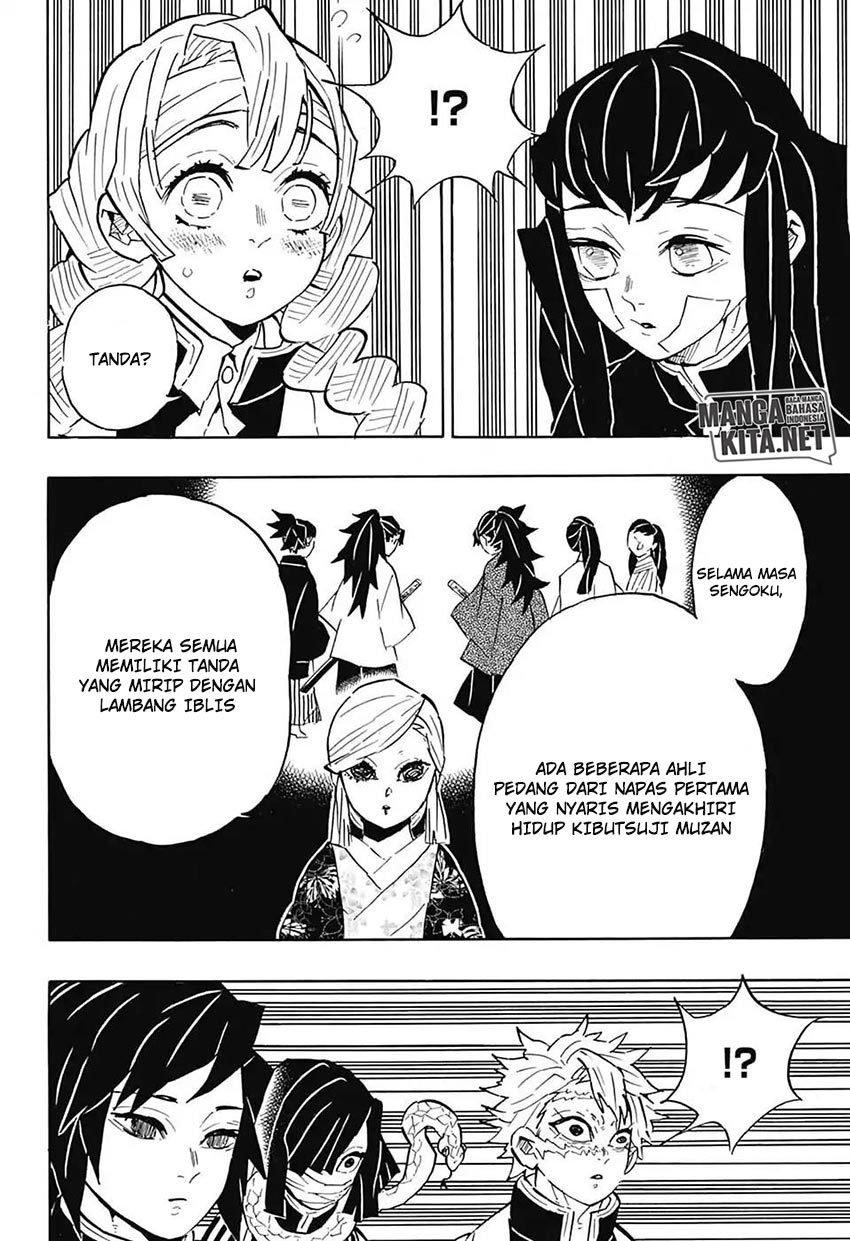 !?
TANDA?
MANGA
KITA.NET
BACA MANGA
BAHASA
INDONESIA
SELAMA MASA
SENGOKU,
ADA BEBERAPA AHLI
PEDANG DARI NAPAS PERTAMA
YANG NYARIS MENGAKHIRI
HIDUP KIBUTSUJI MUZAN
MEREKA SEMUA
MEMILIKI TANDA
YANG MIRIP DENGAN
LAMBANG IBLIS
!?